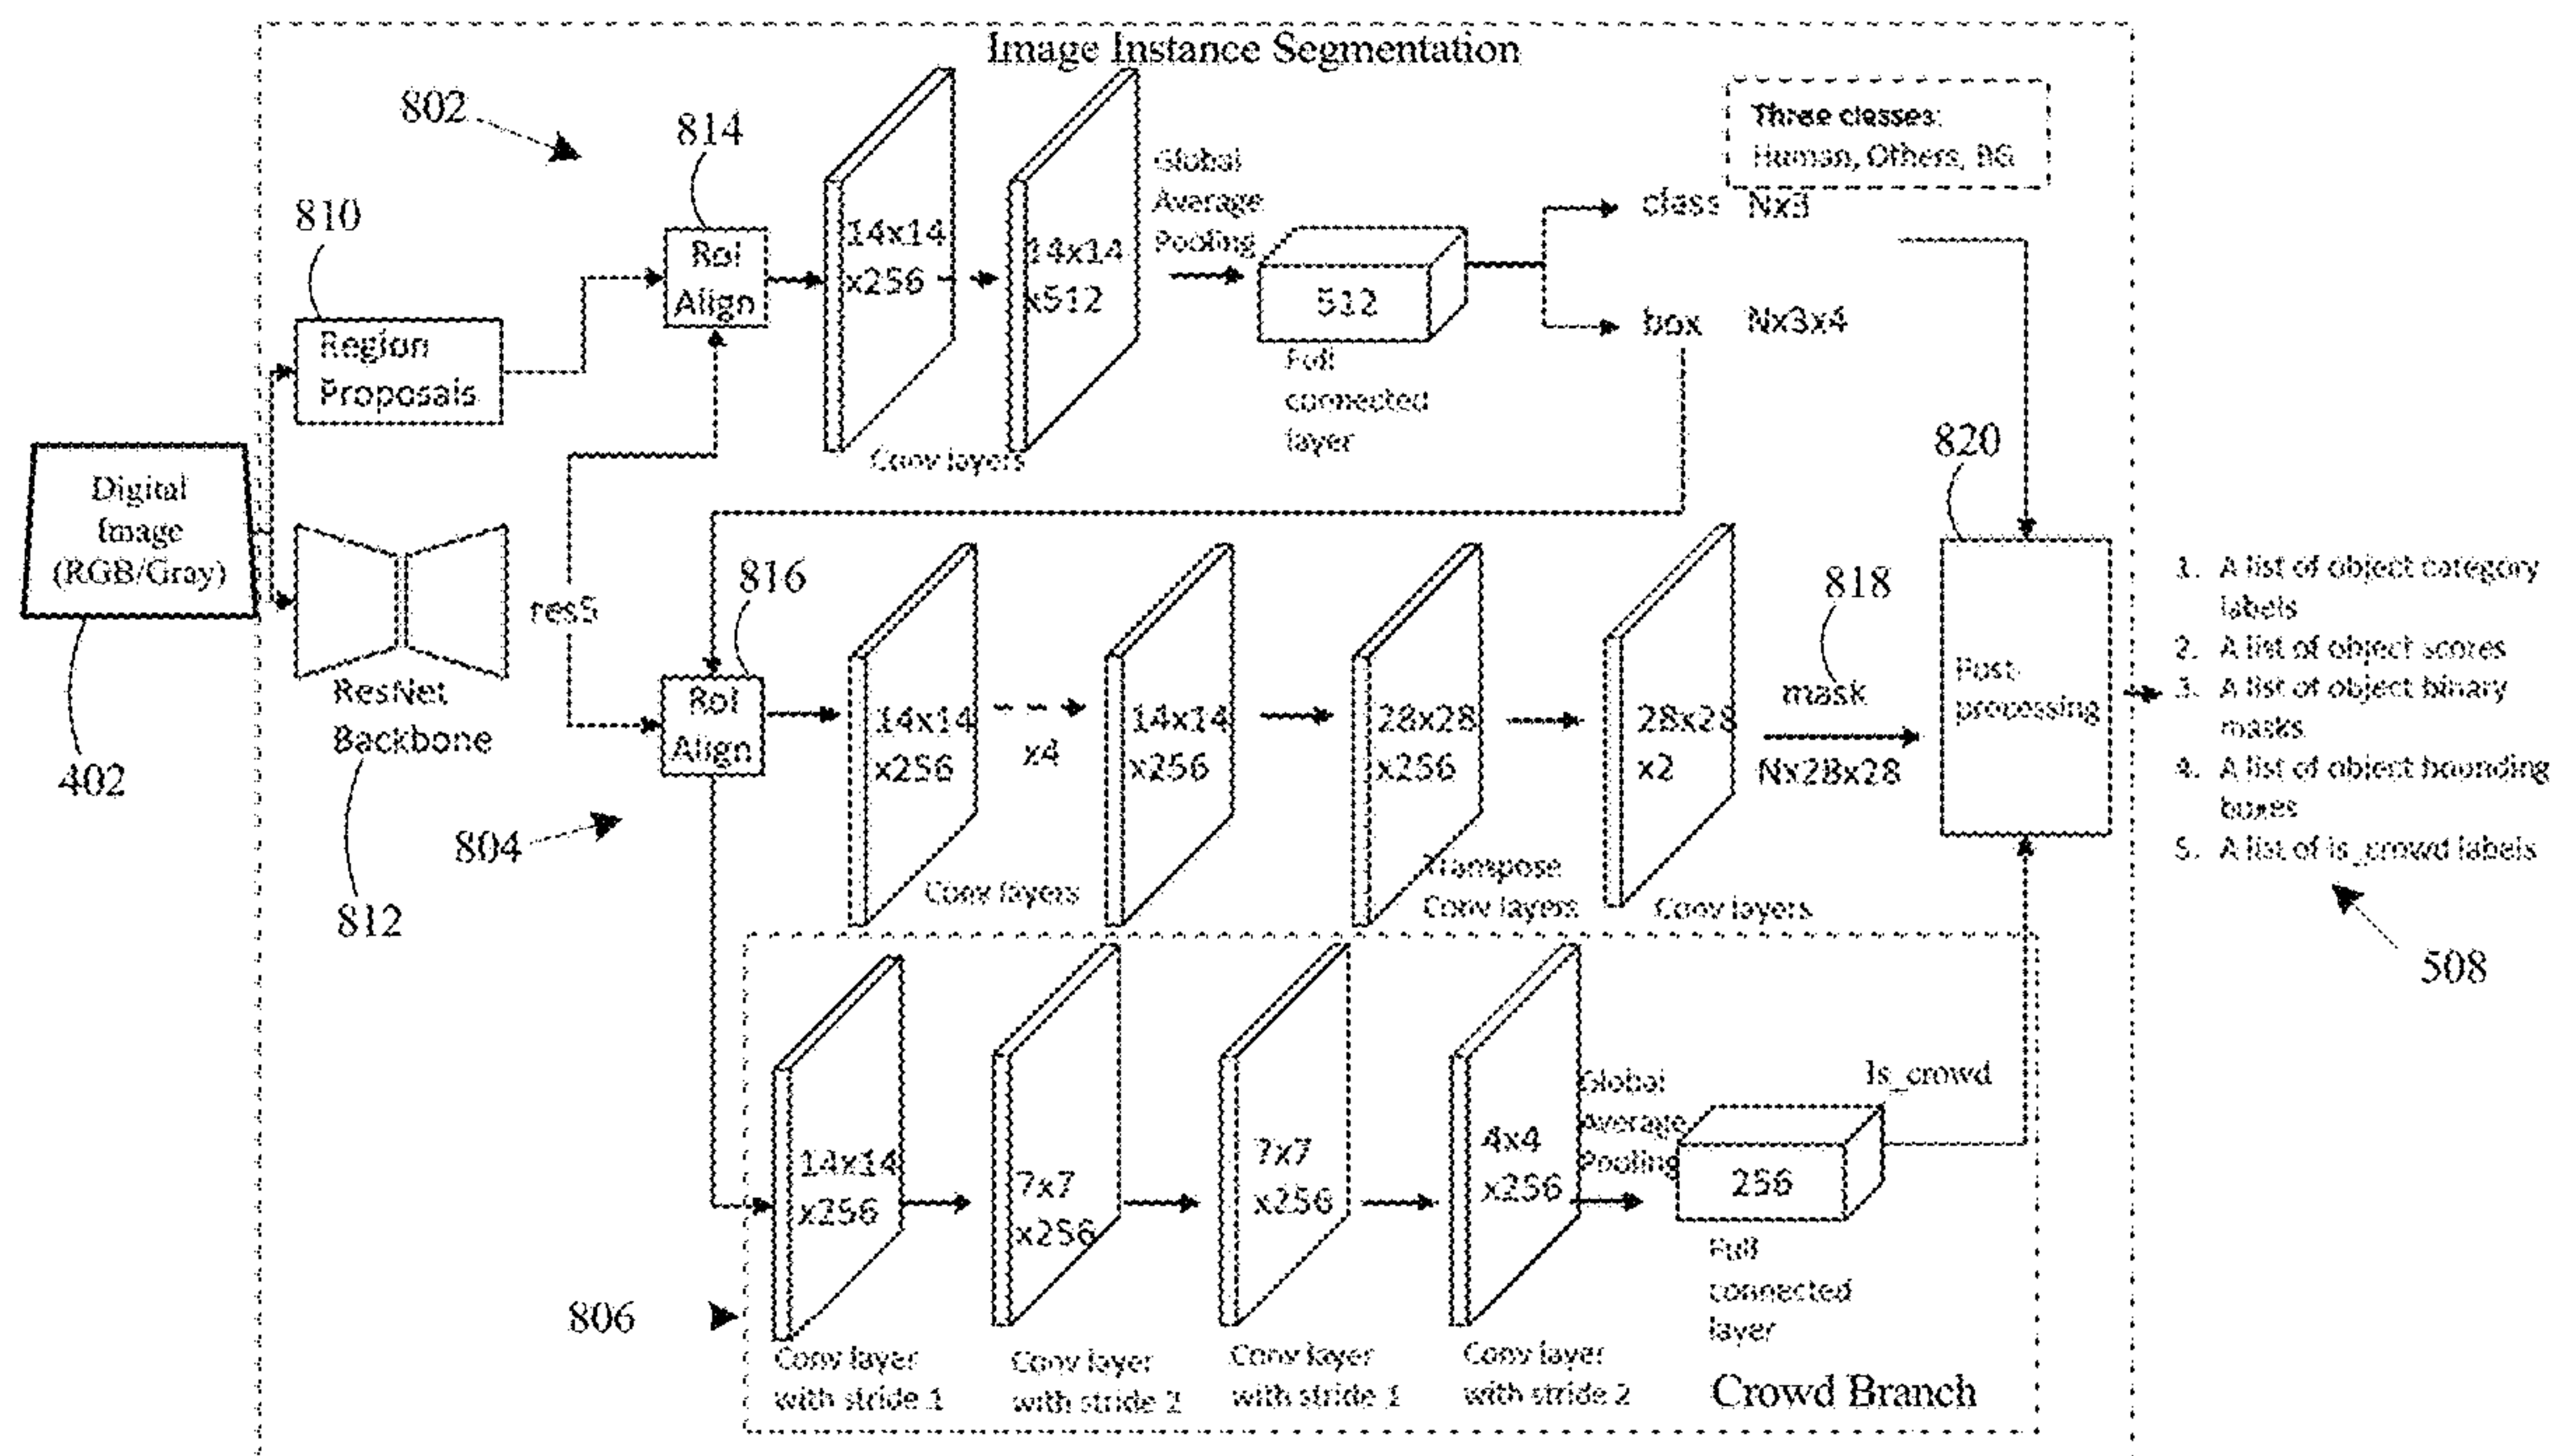 Image Instance Segmentation
802
814
810
Three classes:
Human, Others, BG
Global
Average
Pooling
RoI
Align
14x14
x256
14x14
x512
512
class Nx3
box Nx3x4
Region
Proposals
Full
connected
layer
Conv layers
820
Digital
Image
(RGB/Gray)
402
res5
ResNet
Backbone
812
816
818
RoI
Align
804
14x14
x256
x4
14x14
x256
28x28
x256
28x28
x2
mask
Nx28x28
Post-
processing
Conv layers
Transpose
Conv layers
Conv layers
1. A list of object category
labels
2. A list of object scores
3. A list of object binary
masks
4. A list of object bounding
boxes
5. A list of is_crowd labels
508
14x14
x256
7x7
x256
7x7
x256
4x4
x256
Global
Average
Pooling
Is_crowd
256
Full
connected
layer
806
Conv layer
with stride 1
Conv layer
with stride 2
Conv layer
with stride 1
Conv layer
with stride 2
Crowd Branch